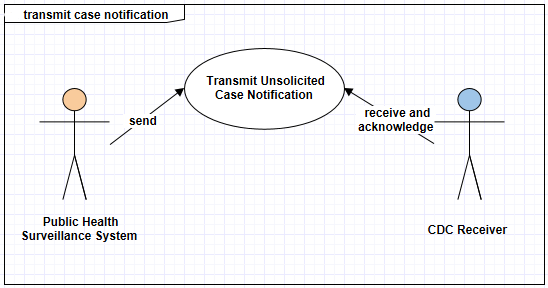 transmit case notification
Transmit Unsolicited
Case Notification
send
receive and
acknowledge
Public Health
Surveillance System
CDC Receiver